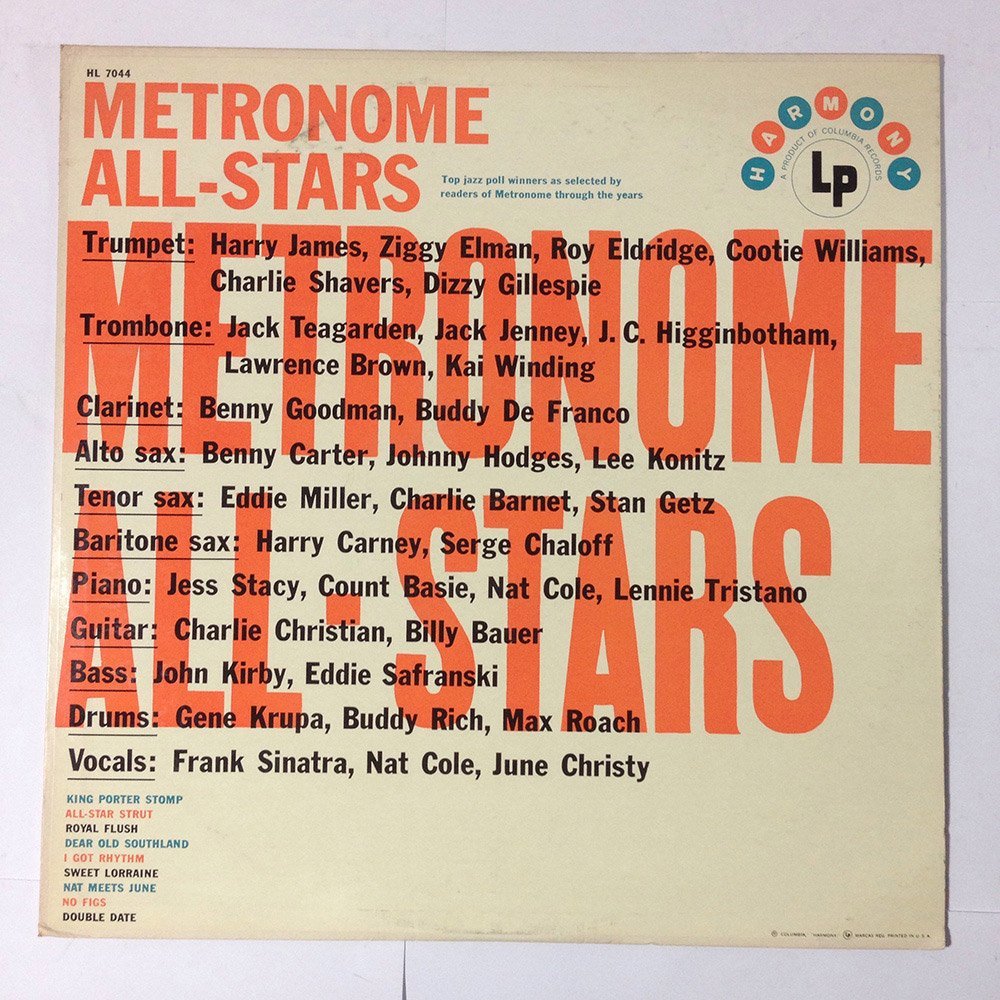 HL 7044
METRONOME
ALL-STARS
Top jazz poll winners as selected by
readers of Metronome through the years
HARMONY
A PRODUCT OF COLUMBIA RECORDS
LP
METRONOME
ALL-STARS
Trumpet: Harry James, Ziggy Elman, Roy Eldridge, Cootie Williams,
Charlie Shavers, Dizzy Gillespie
Trombone: Jack Teagarden, Jack Jenney, J. C. Higginbotham,
Lawrence Brown, Kai Winding
Clarinet: Benny Goodman, Buddy De Franco
Alto sax: Benny Carter, Johnny Hodges, Lee Konitz
Tenor sax: Eddie Miller, Charlie Barnet, Stan Getz
Baritone sax: Harry Carney, Serge Chaloff
Piano: Jess Stacy, Count Basie, Nat Cole, Lennie Tristano
Guitar: Charlie Christian, Billy Bauer
Bass: John Kirby, Eddie Safranski
Drums: Gene Krupa, Buddy Rich, Max Roach
Vocals: Frank Sinatra, Nat Cole, June Christy
KING PORTER STOMP
ALL-STAR STRUT
ROYAL FLUSH
DEAR OLD SOUTHLAND
I GOT RHYTHM
SWEET LORRAINE
NAT MEETS JUNE
NO FIGS
DOUBLE DATE
® COLUMBIA, "HARMONY," LP MARCAS REG. PRINTED IN U.S.A.